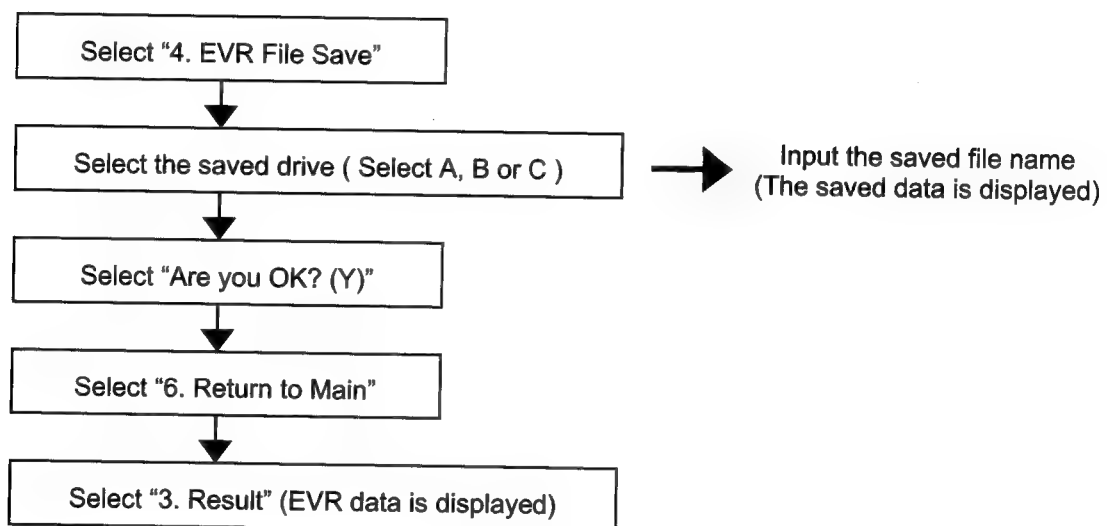 Select “4. EVR File Save”
Select the saved drive ( Select A, B or C )
Input the saved file name
(The saved data is displayed)
Select “Are you OK? (Y)”
Select “6. Return to Main”
Select “3. Result” (EVR data is displayed)